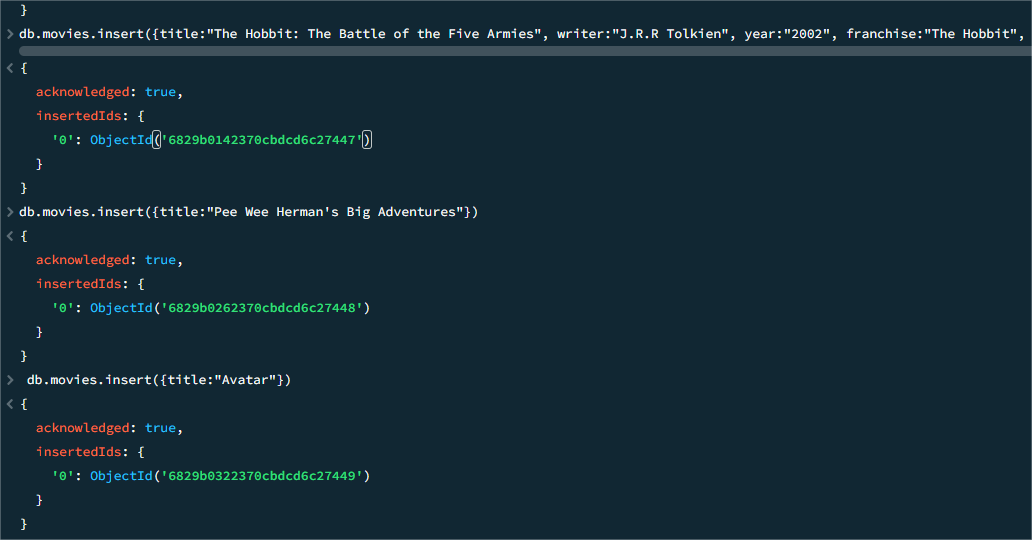 }
> db.movies.insert({title:"The Hobbit: The Battle of the Five Armies", writer:"J.R.R Tolkien", year:"2002", franchise:"The Hobbit",
< {
acknowledged: true,
insertedIds: {
'0': ObjectId('6829b0142370cbdcd6c27447')
}
}
> db.movies.insert({title:"Pee Wee Herman's Big Adventures"})
< {
acknowledged: true,
insertedIds: {
'0': ObjectId('6829b0262370cbdcd6c27448')
}
}
> db.movies.insert({title:"Avatar"})
< {
acknowledged: true,
insertedIds: {
'0': ObjectId('6829b0322370cbdcd6c27449')
}
}